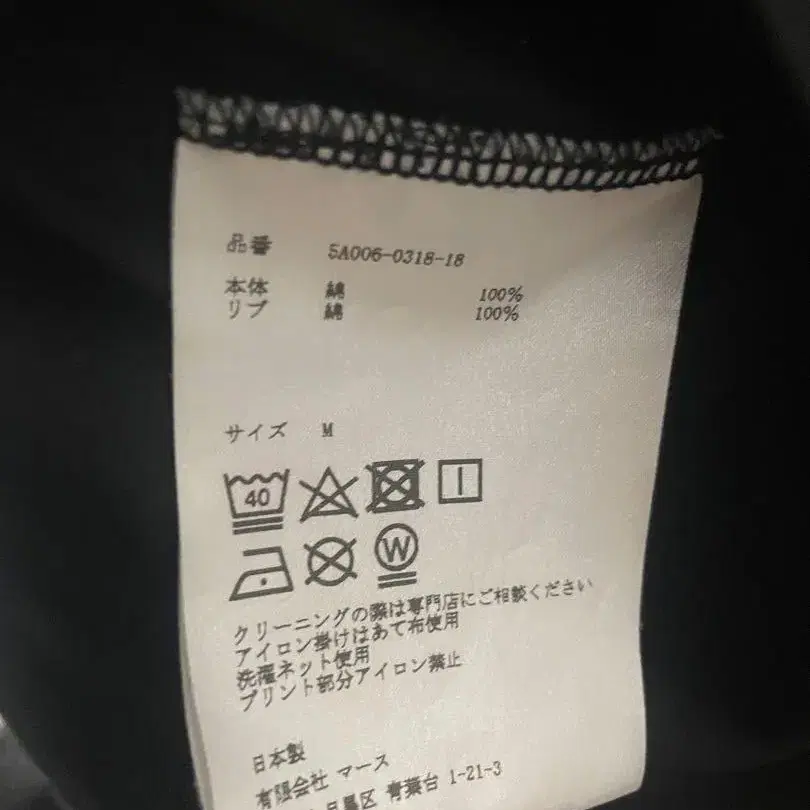 品番 5A006-0318-18
本体 綿 100%
リブ 綿 100%
サイズ M
40
W
クリーニングの際は専門店にご相談ください
アイロン掛けはあて布使用
洗濯ネット使用
プリント部分アイロン禁止
日本製
有限会社 マース
目黒区 青葉台 1-21-3